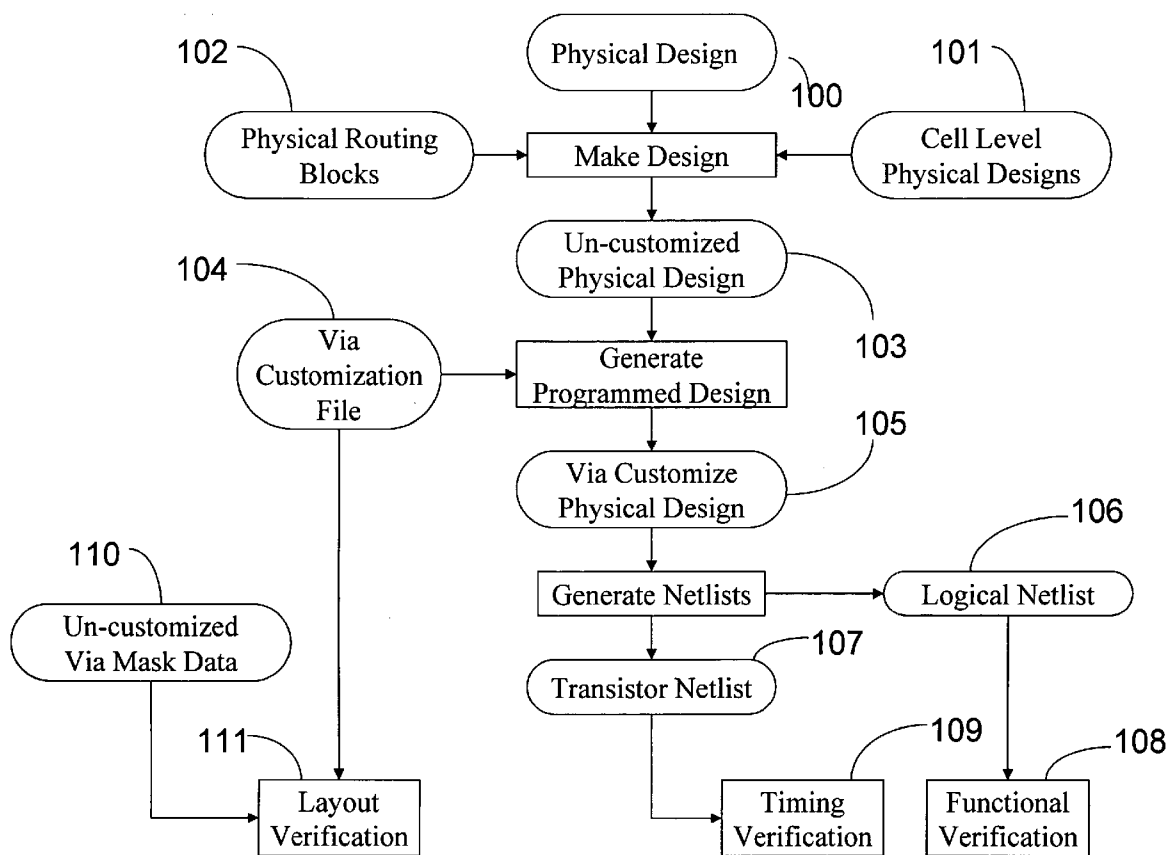 102
Physical Design
100
101
Physical Routing
Blocks
Make Design
Cell Level
Physical Designs
Un-customized
Physical Design
103
104
Via
Customization
File
Generate
Programmed Design
105
Via Customize
Physical Design
106
110
Generate Netlists
Logical Netlist
Un-customized
Via Mask Data
107
Transistor Netlist
111
109
108
Layout
Verification
Timing
Verification
Functional
Verification